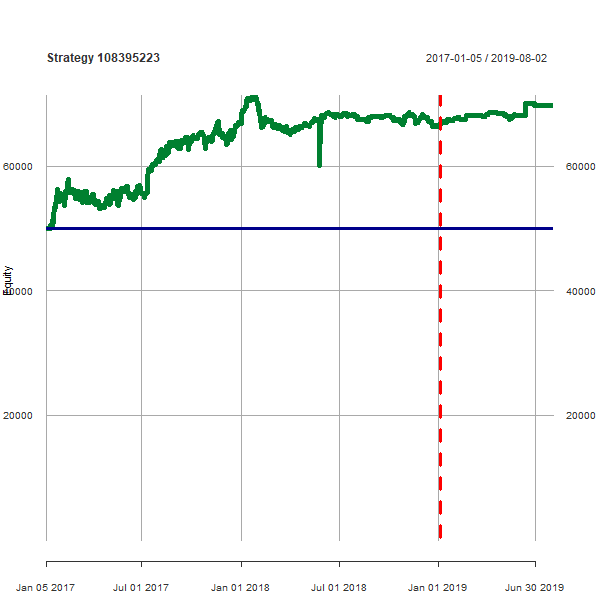 Strategy 108395223
2017-01-05 / 2019-08-02
60000
60000
Equity
40000
40000
20000
20000
Jan 05 2017
Jul 01 2017
Jan 01 2018
Jul 01 2018
Jan 01 2019
Jun 30 2019